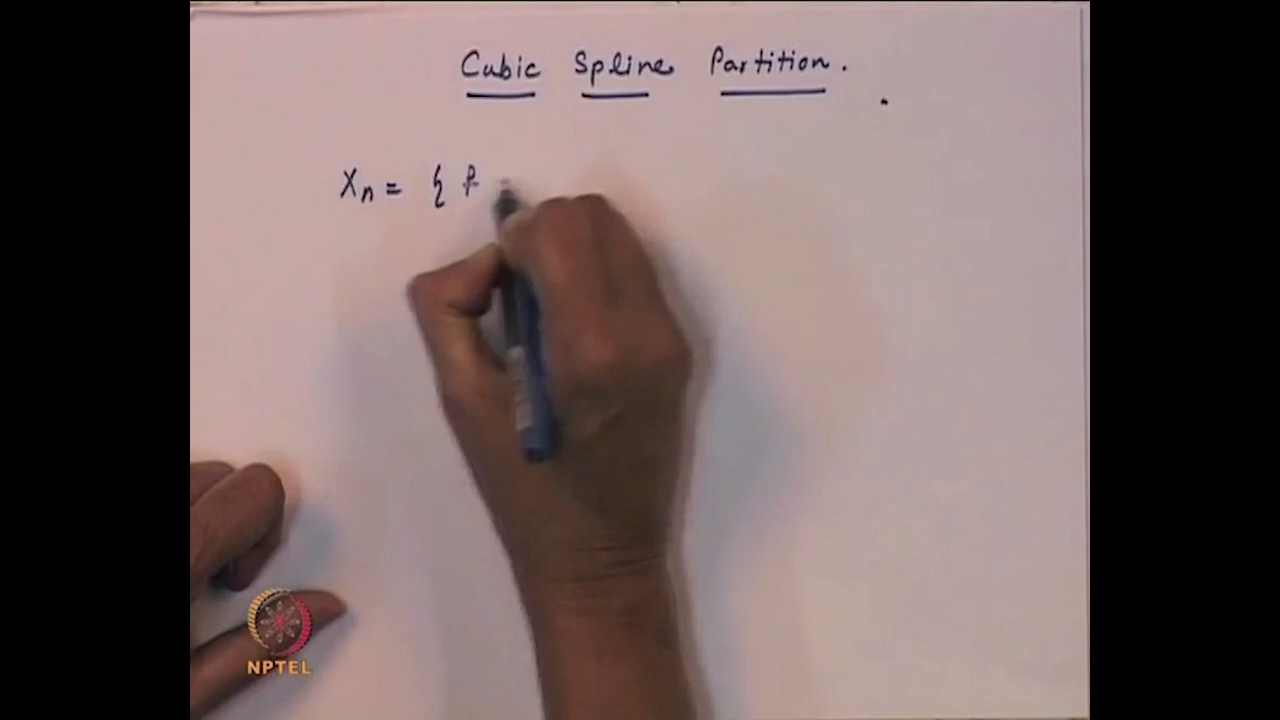 Cubic Spline Partition.
Xn = {
NPTEL